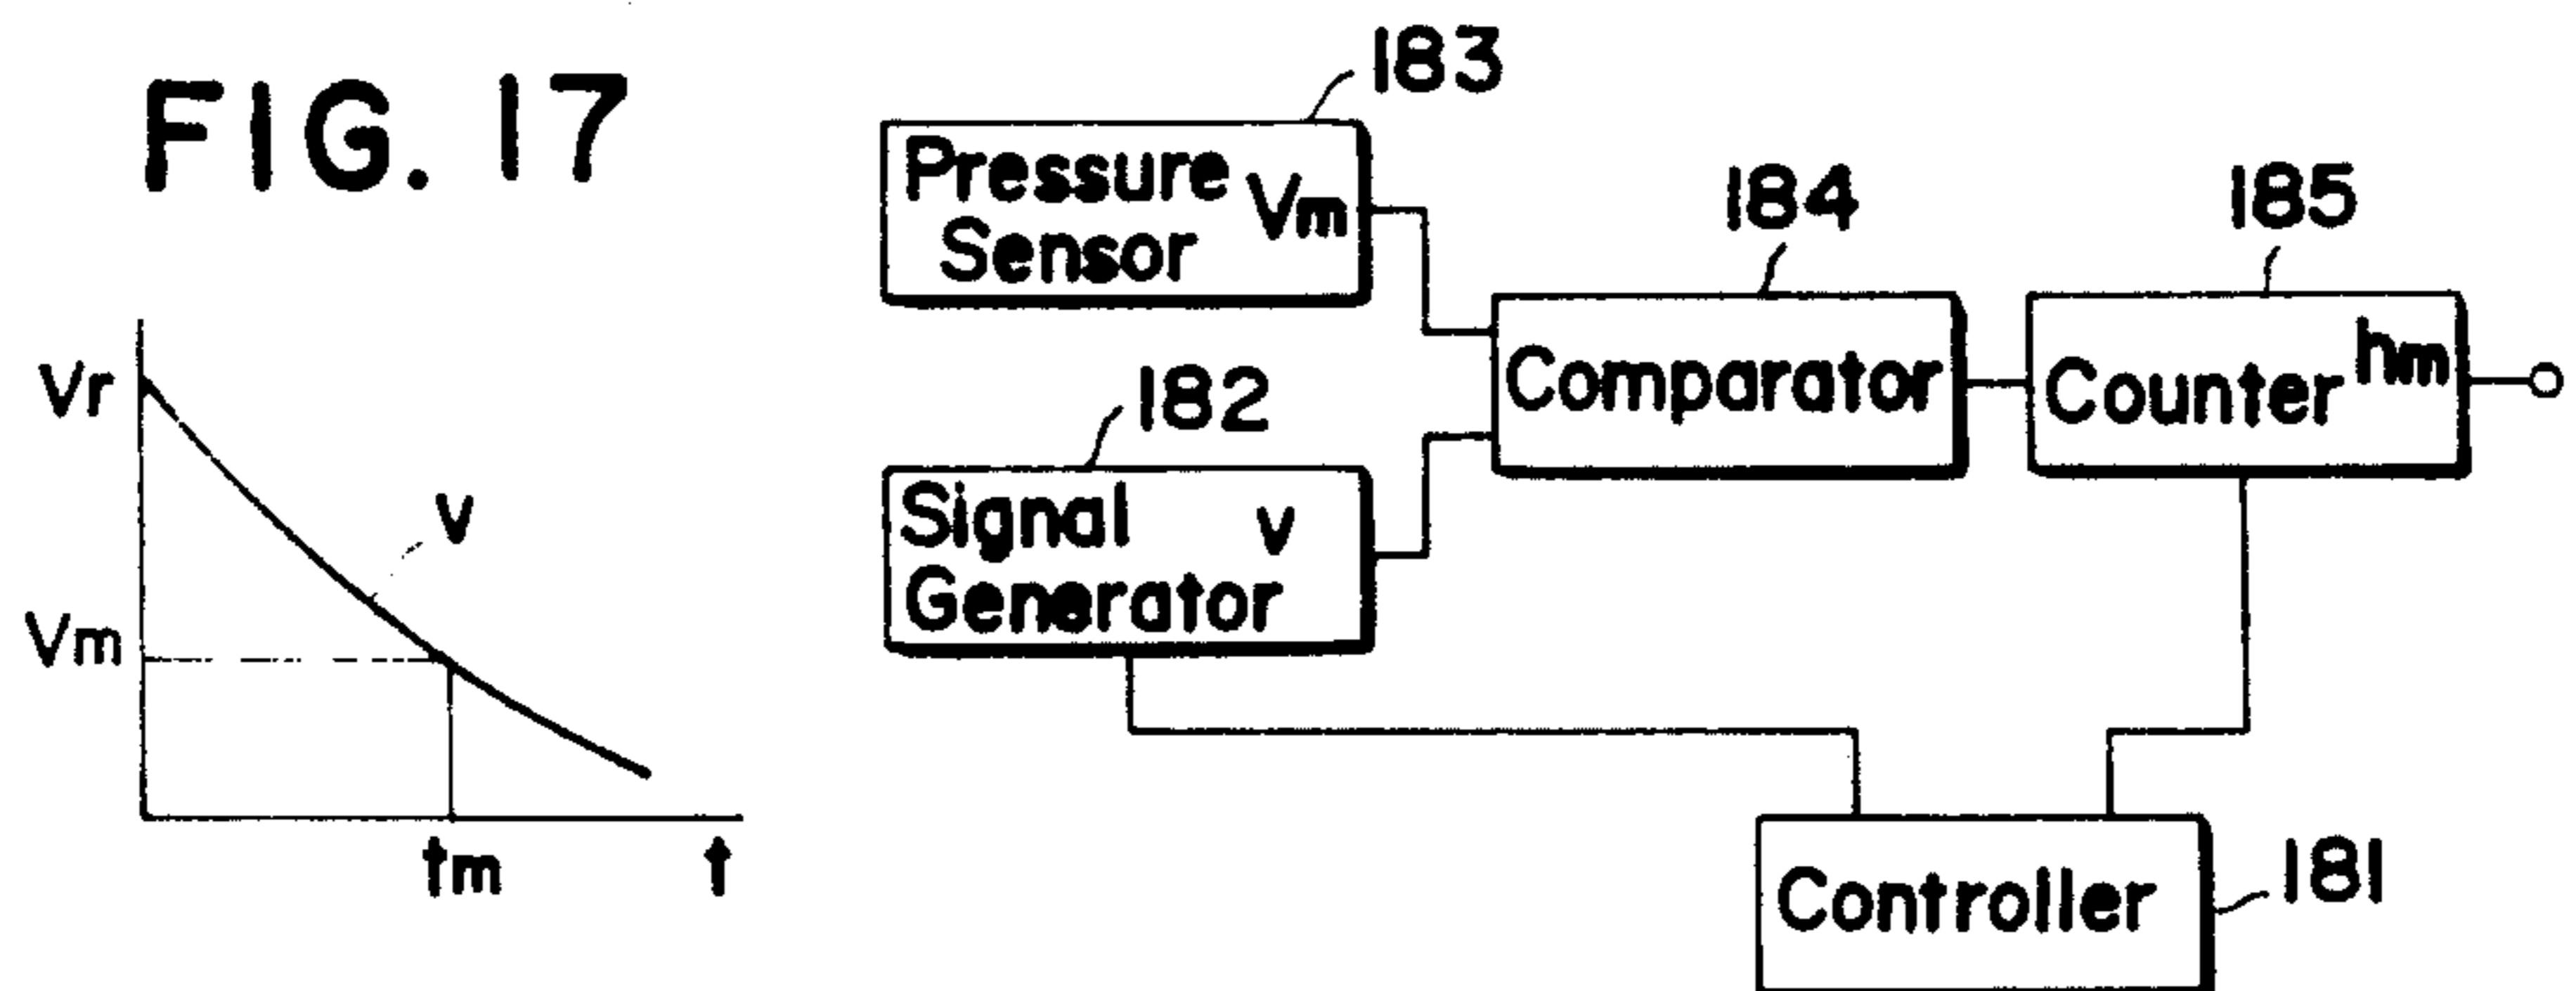 FIG. 17
Vr
v
Vm
tm
t
183
Pressure
Sensor
Vm
182
Signal
Generator
v
184
Comparator
185
Counter
hm
Controller
181